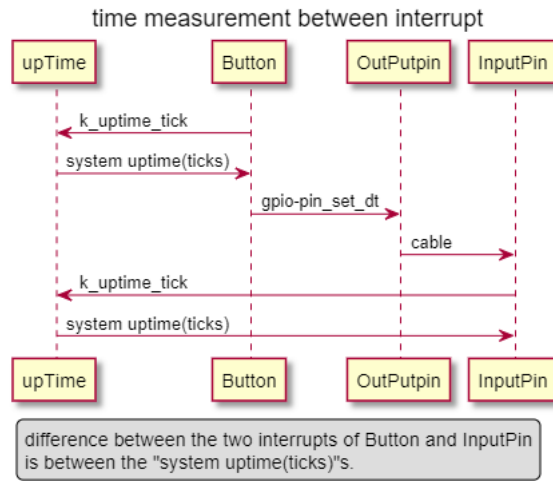 time measurement between interrupt
upTime Button OutPutpin InputPin
k_uptime_tick
system uptime(ticks)
gpio-pin_set_dt
cable
k_uptime_tick
system uptime(ticks)
upTime Button OutPutpin InputPin
difference between the two interrupts of Button and InputPin
is between the "system uptime(ticks)"s.